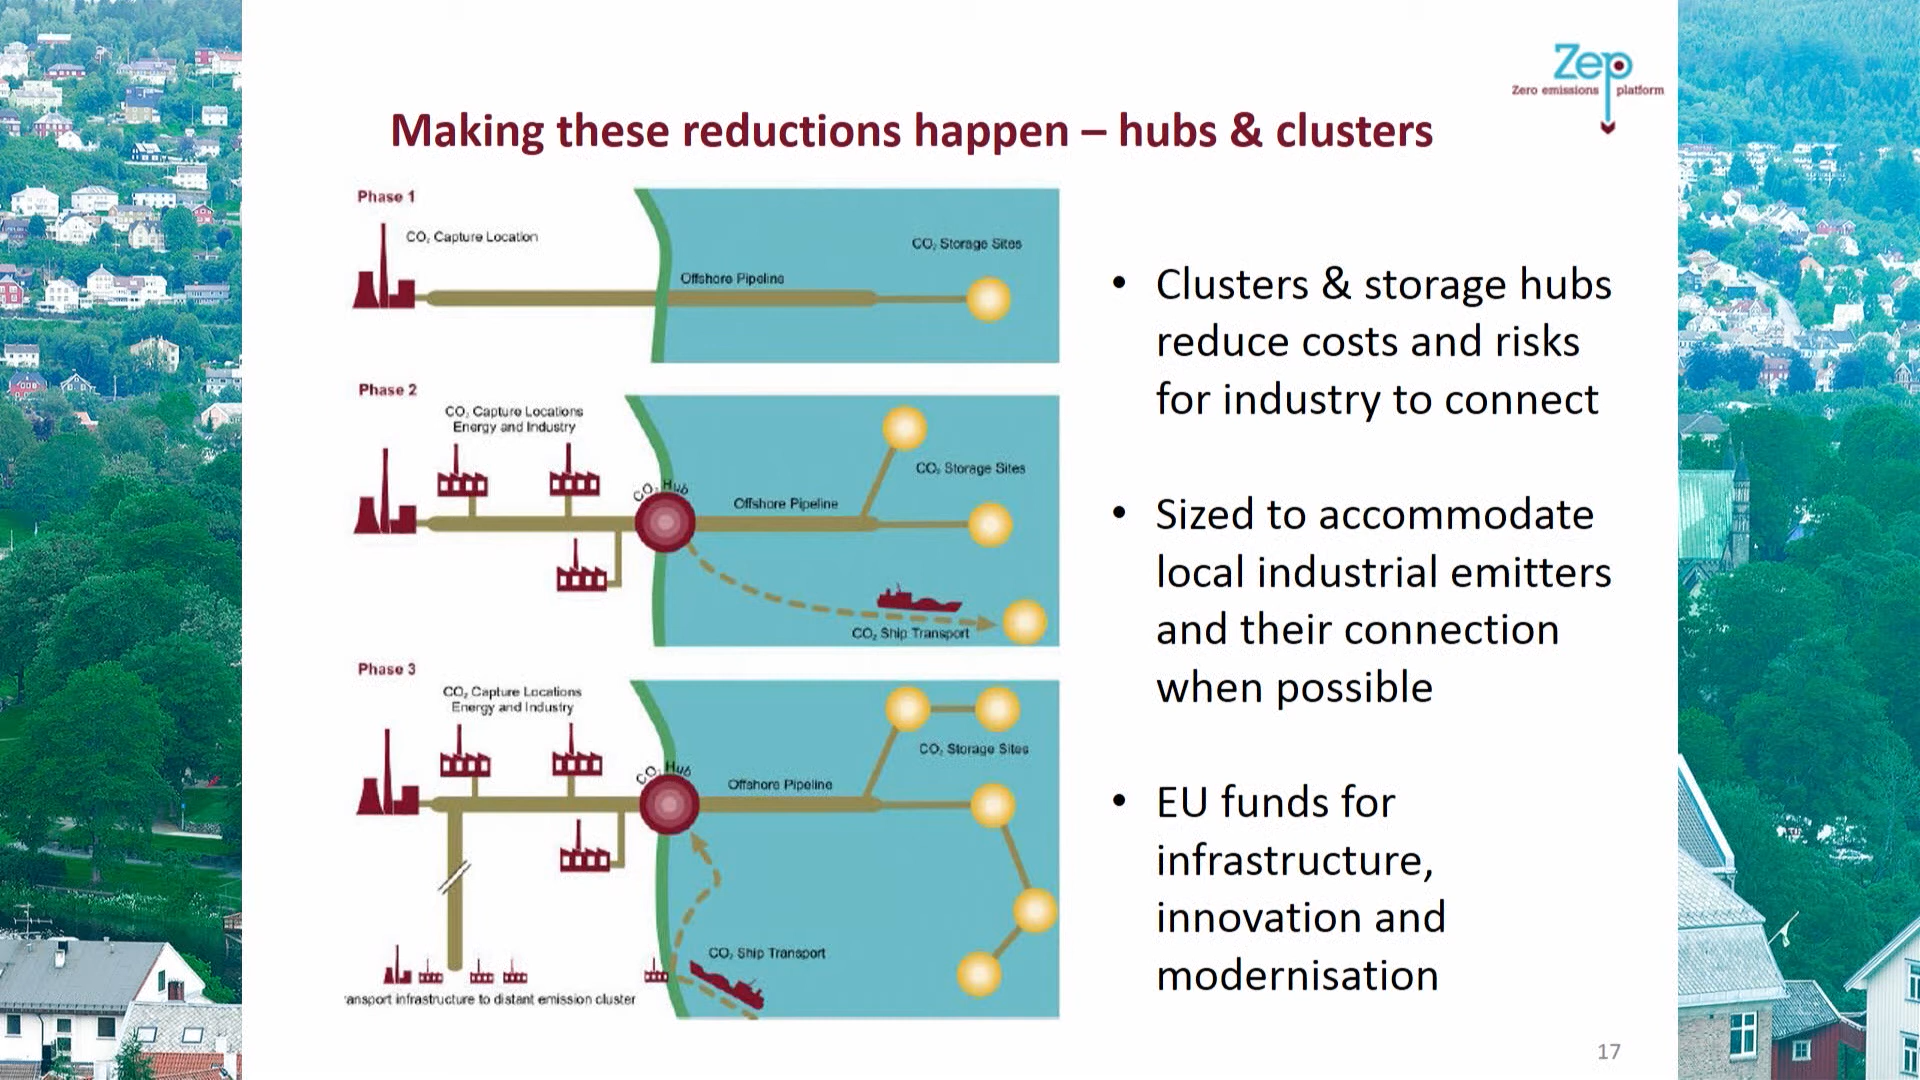 Zep
Zero emissions platform
Making these reductions happen – hubs & clusters
Phase 1
CO₂ Capture Location
Offshore Pipeline
CO₂ Storage Sites
Phase 2
CO₂ Capture Locations
Energy and Industry
CO₂ Hub
Offshore Pipeline
CO₂ Storage Sites
CO₂ Ship Transport
Phase 3
CO₂ Capture Locations
Energy and Industry
CO₂ Hub
Offshore Pipeline
CO₂ Storage Sites
CO₂ Ship Transport
ansport infrastructure to distant emission cluster
• Clusters & storage hubs
reduce costs and risks
for industry to connect
• Sized to accommodate
local industrial emitters
and their connection
when possible
• EU funds for
infrastructure,
innovation and
modernisation
17